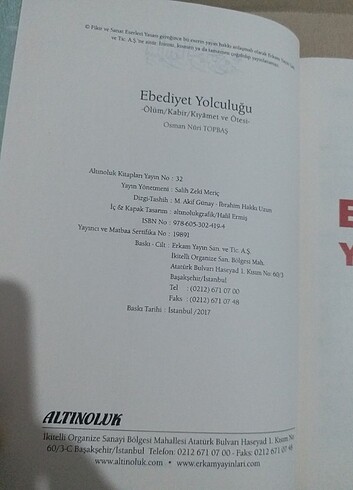 © Fikir ve Sanat Eserleri Yasası gereğince bu eserin yayın hakkı anlaşmalı olarak Erkam
ve Tic. A.Ş.'ne aittir. İzinsiz, kısmen ya da tamamen çoğaltılıp yayınlanamaz.
Ebediyet Yolculuğu
-Ölüm/Kabir/Kıyâmet ve Ötesi-
Osman Nûri TOPBAŞ
Altınoluk Kitapları Yayın No : 32
Yayın Yönetmeni : Salih Zeki Meriç
Dizgi-Tashih : M. Akif Günay - İbrahim Hakkı Uzun
İç & Kapak Tasarım : altınolukgrafik/Halil Ermiş
ISBN No : 978-605-302-419-4
Yayıncı ve Matbaa Sertifika No : 19891
Baskı - Cilt : Erkam Yayın San. ve Tic. A.Ş.
İkitelli Organize San. Bölgesi Mah.
Atatürk Bulvarı Haseyad 1. Kısım No: 60/3
Başakşehir/İstanbul
Tel : (0212) 671 07 00
Faks : (0212) 671 07 48
Baskı Tarihi : İstanbul / 2017
E
Y
ALTINOLUK
İkitelli Organize Sanayi Bölgesi Mahallesi Atatürk Bulvarı Haseyad 1. Kısım No:
60/3-C Başakşehir/İstanbul Telefon: 0212 671 07 00 - Faks: 0212 671 07 48
www.altinoluk.com • www.erkamyayinlari.com